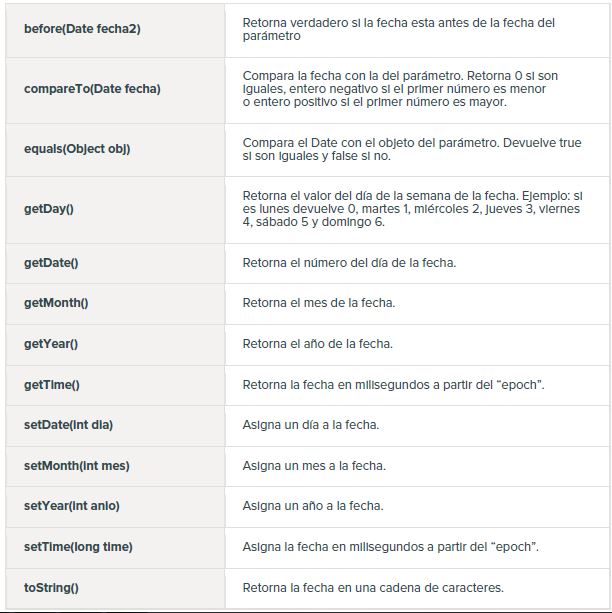 before(Date fecha2)
Retorna verdadero si la fecha esta antes de la fecha del
parámetro
compareTo(Date fecha)
Compara la fecha con la del parámetro. Retorna 0 si son
iguales, entero negativo si el primer número es menor
o entero positivo si el primer número es mayor.
equals(Object obj)
Compara el Date con el objeto del parámetro. Devuelve true
si son iguales y false si no.
getDay()
Retorna el valor del día de la semana de la fecha. Ejemplo: si
es lunes devuelve 0, martes 1, miércoles 2, jueves 3, viernes
4, sábado 5 y domingo 6.
getDate()
Retorna el número del día de la fecha.
getMonth()
Retorna el mes de la fecha.
getYear()
Retorna el año de la fecha.
getTime()
Retorna la fecha en milisegundos a partir del “epoch”.
setDate(int dia)
Asigna un día a la fecha.
setMonth(int mes)
Asigna un mes a la fecha.
setYear(int anio)
Asigna un año a la fecha.
setTime(long time)
Asigna la fecha en milisegundos a partir del “epoch”.
toString()
Retorna la fecha en una cadena de caracteres.